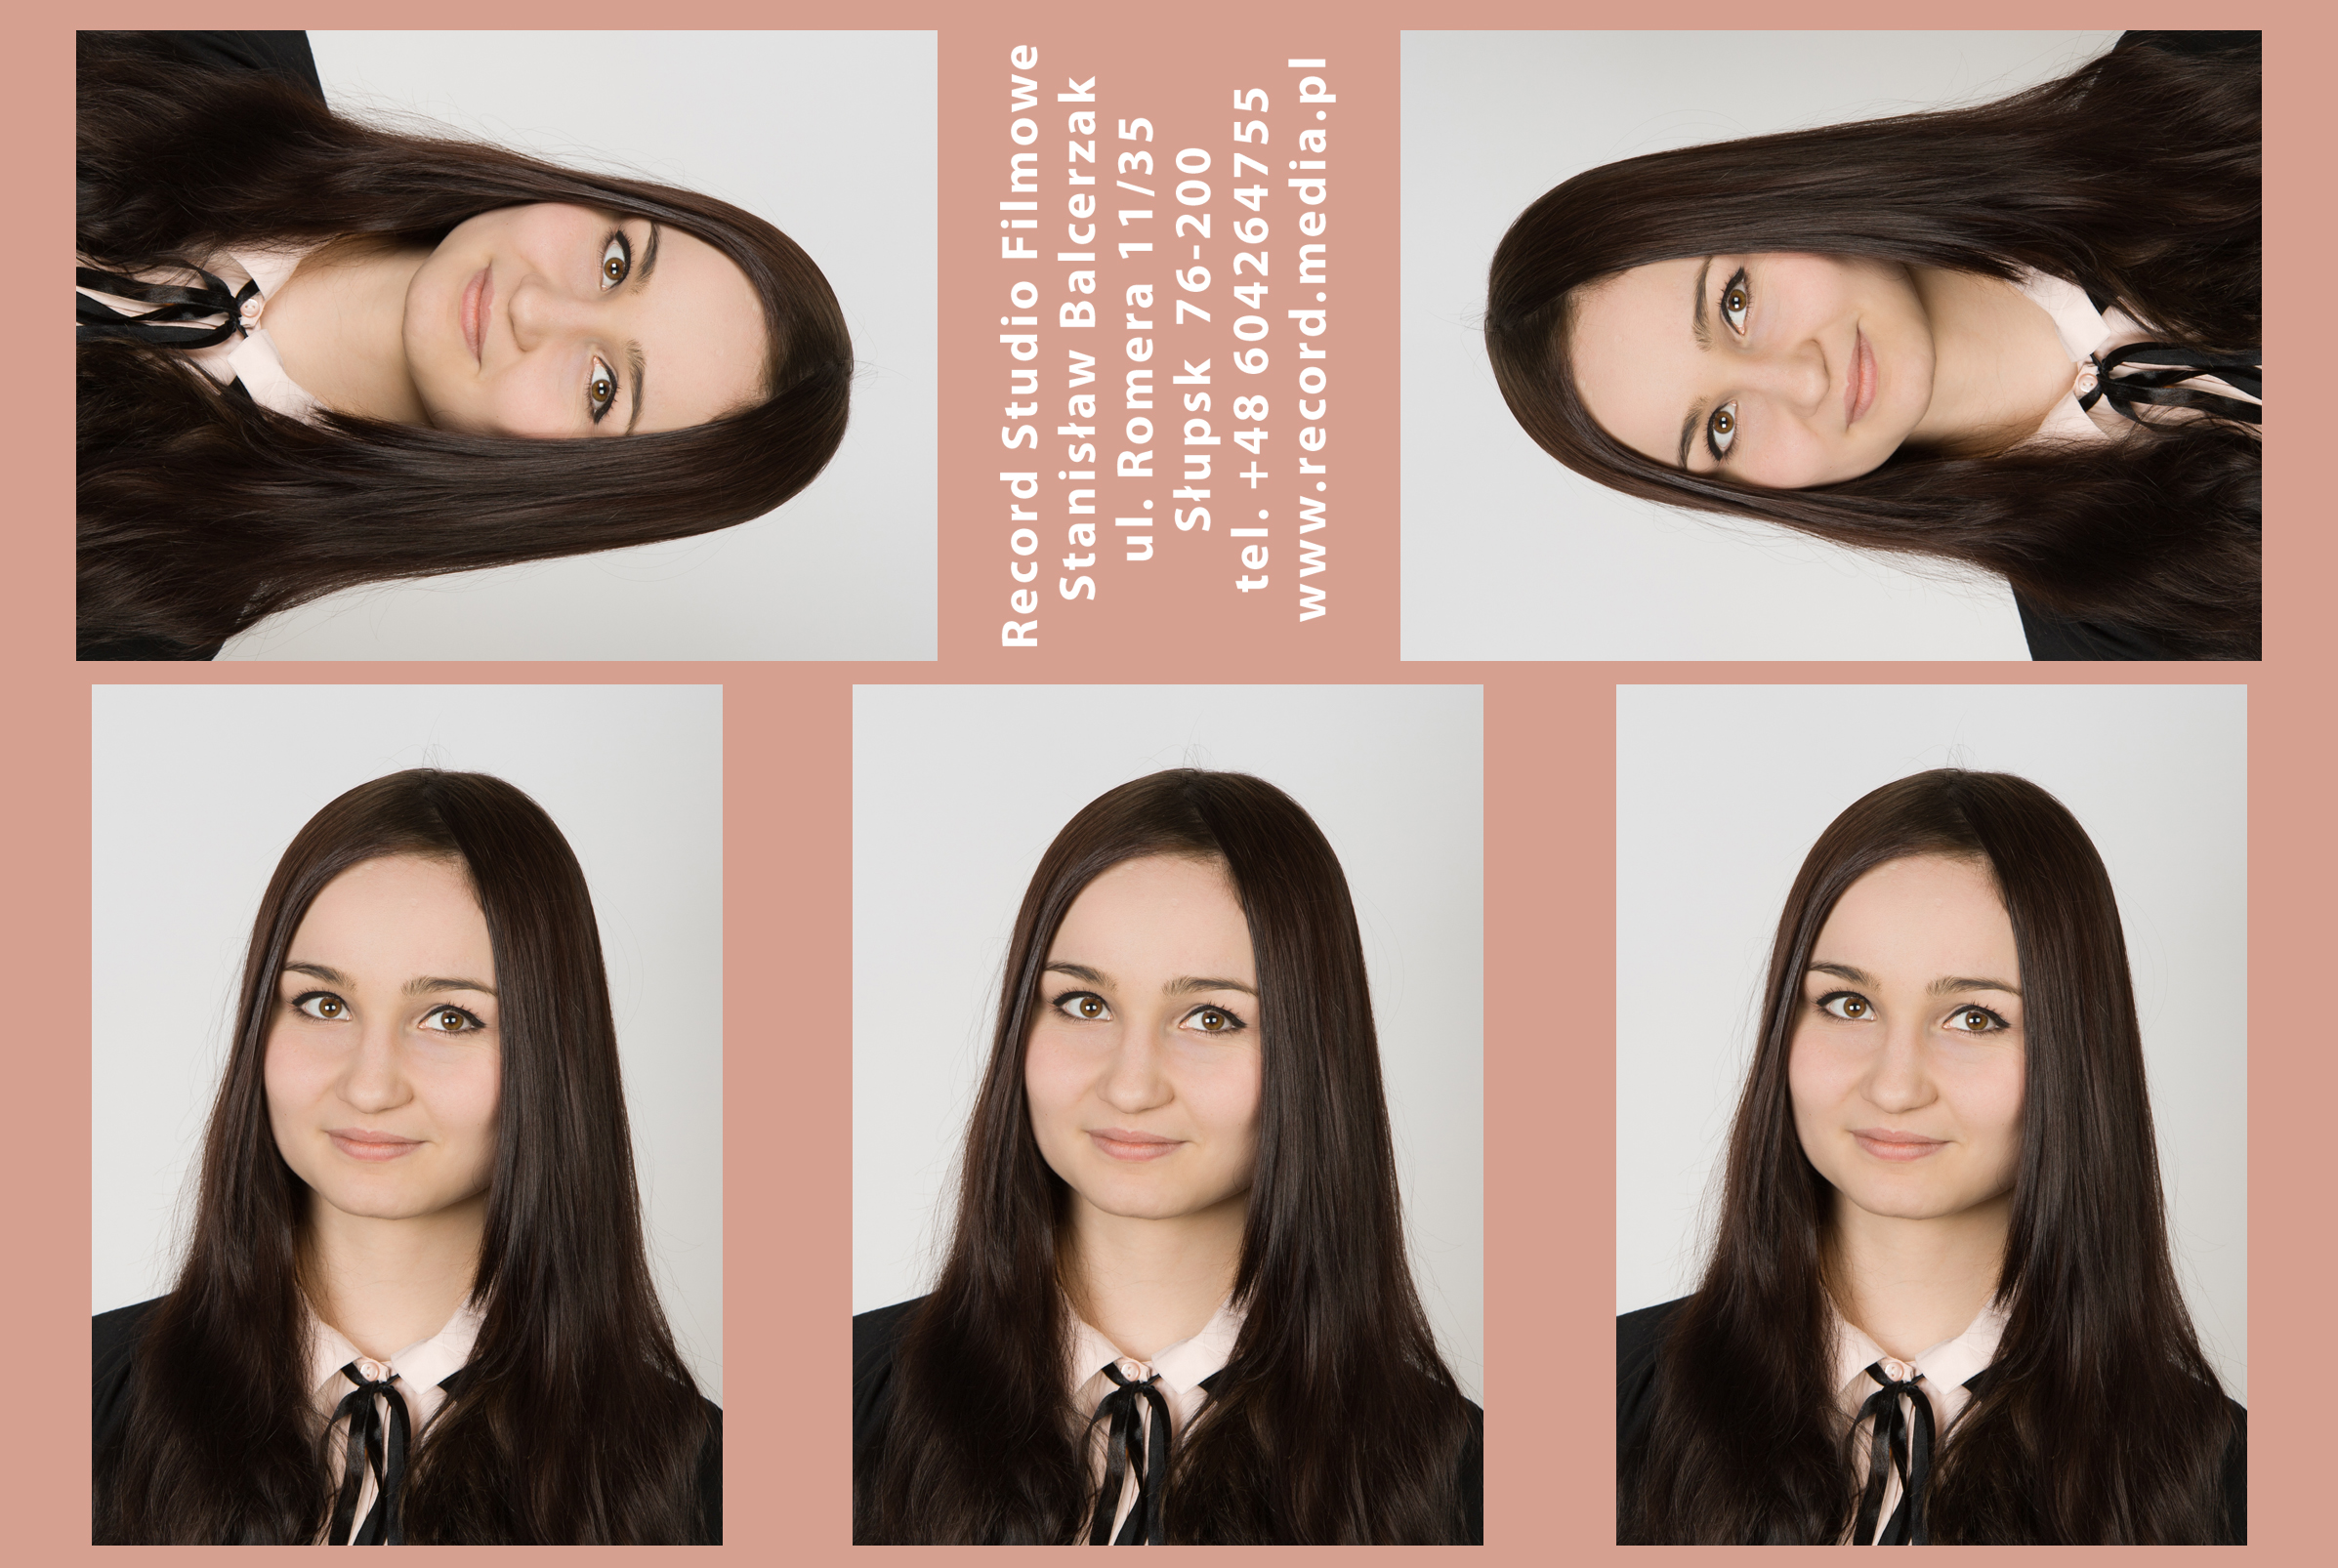 Record Studio Filmowe
Stanisław Balcerzak
ul. Romera 11/35
Słupsk 76-200
tel. +48 604264755
www.record.media.pl